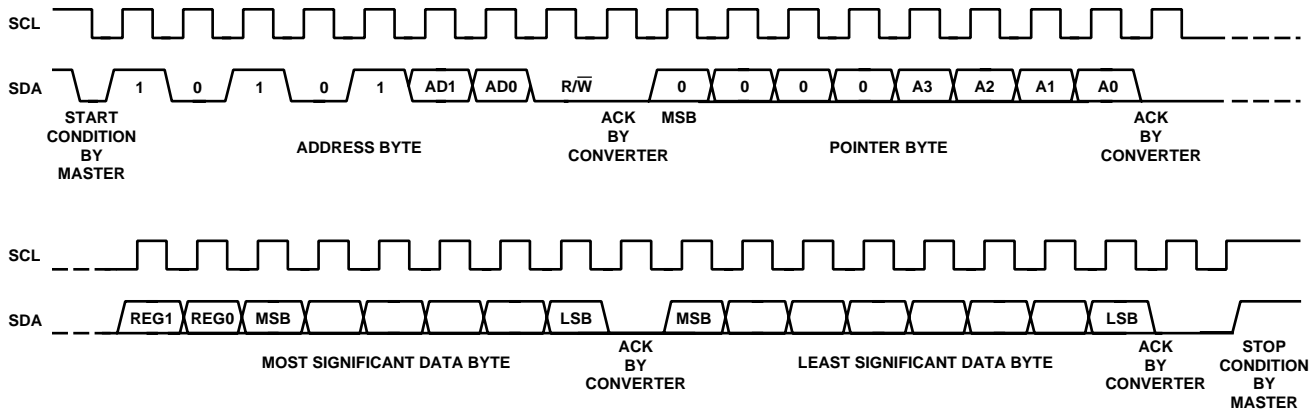 SCL
SDA
1 0 1 0 1 AD1 AD0 R/W̅ 0 0 0 0 A3 A2 A1 A0
START
CONDITION
BY
MASTER
ADDRESS BYTE
ACK
BY
CONVERTER
MSB
POINTER BYTE
ACK
BY
CONVERTER
SCL
SDA
REG1 REG0 MSB LSB MSB LSB
MOST SIGNIFICANT DATA BYTE
ACK
BY
CONVERTER
LEAST SIGNIFICANT DATA BYTE
ACK
BY
CONVERTER
STOP
CONDITION
BY
MASTER